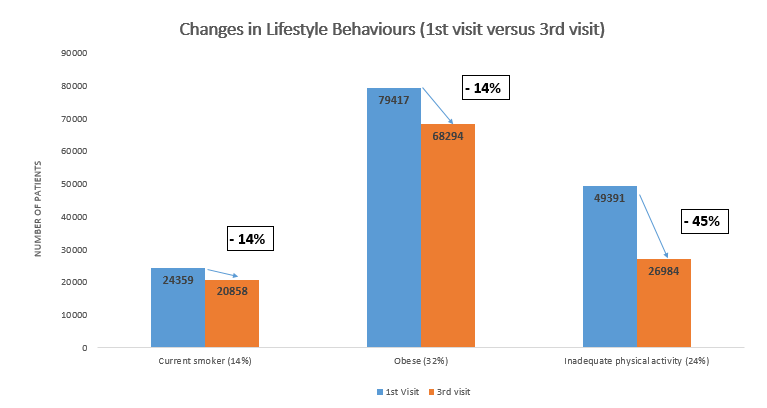 Changes in Lifestyle Behaviours (1st visit versus 3rd visit)
NUMBER OF PATIENTS
90000
80000
70000
60000
50000
40000
30000
20000
10000
0
24359
20858
- 14%
79417
68294
- 14%
49391
26984
- 45%
Current smoker (14%)
Obese (32%)
Inadequate physical activity (24%)
1st Visit
3rd visit